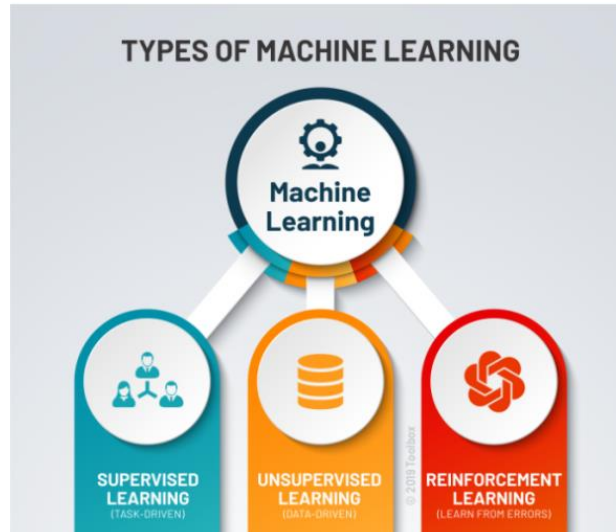 TYPES OF MACHINE LEARNING
Machine
Learning
SUPERVISED
LEARNING
(TASK-DRIVEN)
UNSUPERVISED
LEARNING
(DATA-DRIVEN)
© 2019 Toolbox
REINFORCEMENT
LEARNING
(LEARN FROM ERRORS)